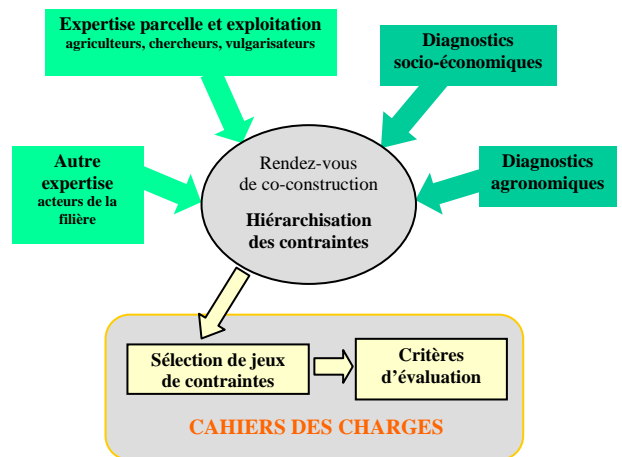 Expertise parcelle et exploitation
agriculteurs, chercheurs, vulgarisateurs
Diagnostics
socio-économiques
Autre
expertise
acteurs de la
filière
Rendez-vous
de co-construction
Hiérarchisation
des contraintes
Diagnostics
agronomiques
Sélection de jeux
de contraintes
Critères
d'évaluation
CAHIERS DES CHARGES